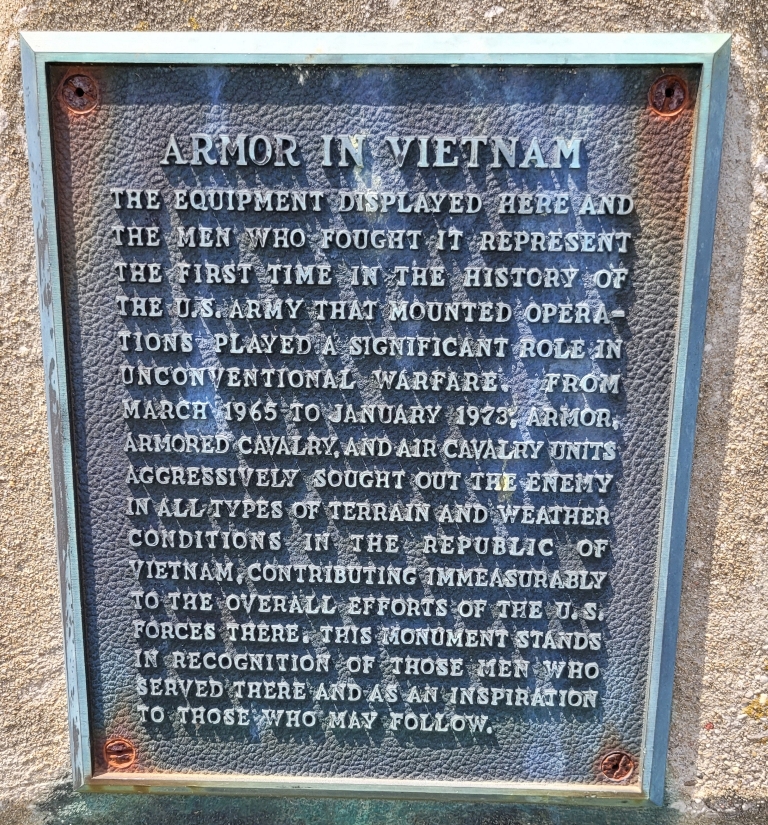 ARMOR IN VIETNAM
THE EQUIPMENT DISPLAYED HERE AND
THE MEN WHO FOUGHT IT REPRESENT
THE FIRST TIME IN THE HISTORY OF
THE U.S. ARMY THAT MOUNTED OPERA-
TIONS PLAYED A SIGNIFICANT ROLE IN
UNCONVENTIONAL WARFARE. FROM
MARCH 1965 TO JANUARY 1973, ARMOR,
ARMORED CAVALRY, AND AIR CAVALRY UNITS
AGGRESSIVELY SOUGHT OUT THE ENEMY
IN ALL TYPES OF TERRAIN AND WEATHER
CONDITIONS IN THE REPUBLIC OF
VIETNAM, CONTRIBUTING IMMEASURABLY
TO THE OVERALL EFFORTS OF THE U.S.
FORCES THERE. THIS MONUMENT STANDS
IN RECOGNITION OF THOSE MEN WHO
SERVED THERE AND AS AN INSPIRATION
TO THOSE WHO MAY FOLLOW.